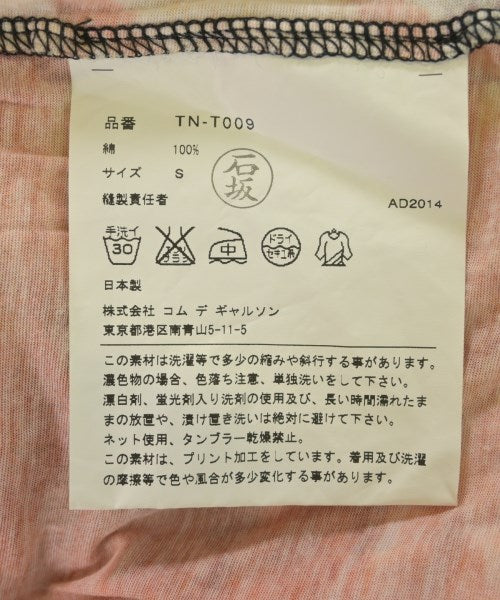 品番 TN-T009
綿 100%
サイズ S
石坂
縫製責任者
AD2014
手洗イ 30 エンソサラシ 中 ドライ セキユ系
日本製
株式会社 コム デ ギャルソン
東京都港区南青山5-11-5
この素材は洗濯等で多少の縮みや斜行する事があります。
濃色物の場合、色落ち注意、単独洗いをして下さい。
漂白剤、蛍光剤入り洗剤の使用及び、長い時間濡れたま
まの放置や、漬け置き洗いは絶対に避けて下さい。
ネット使用、タンブラー乾燥禁止。
この素材は、プリント加工をしています。着用及び洗濯
の摩擦等で色や風合が多少変化する事があります。